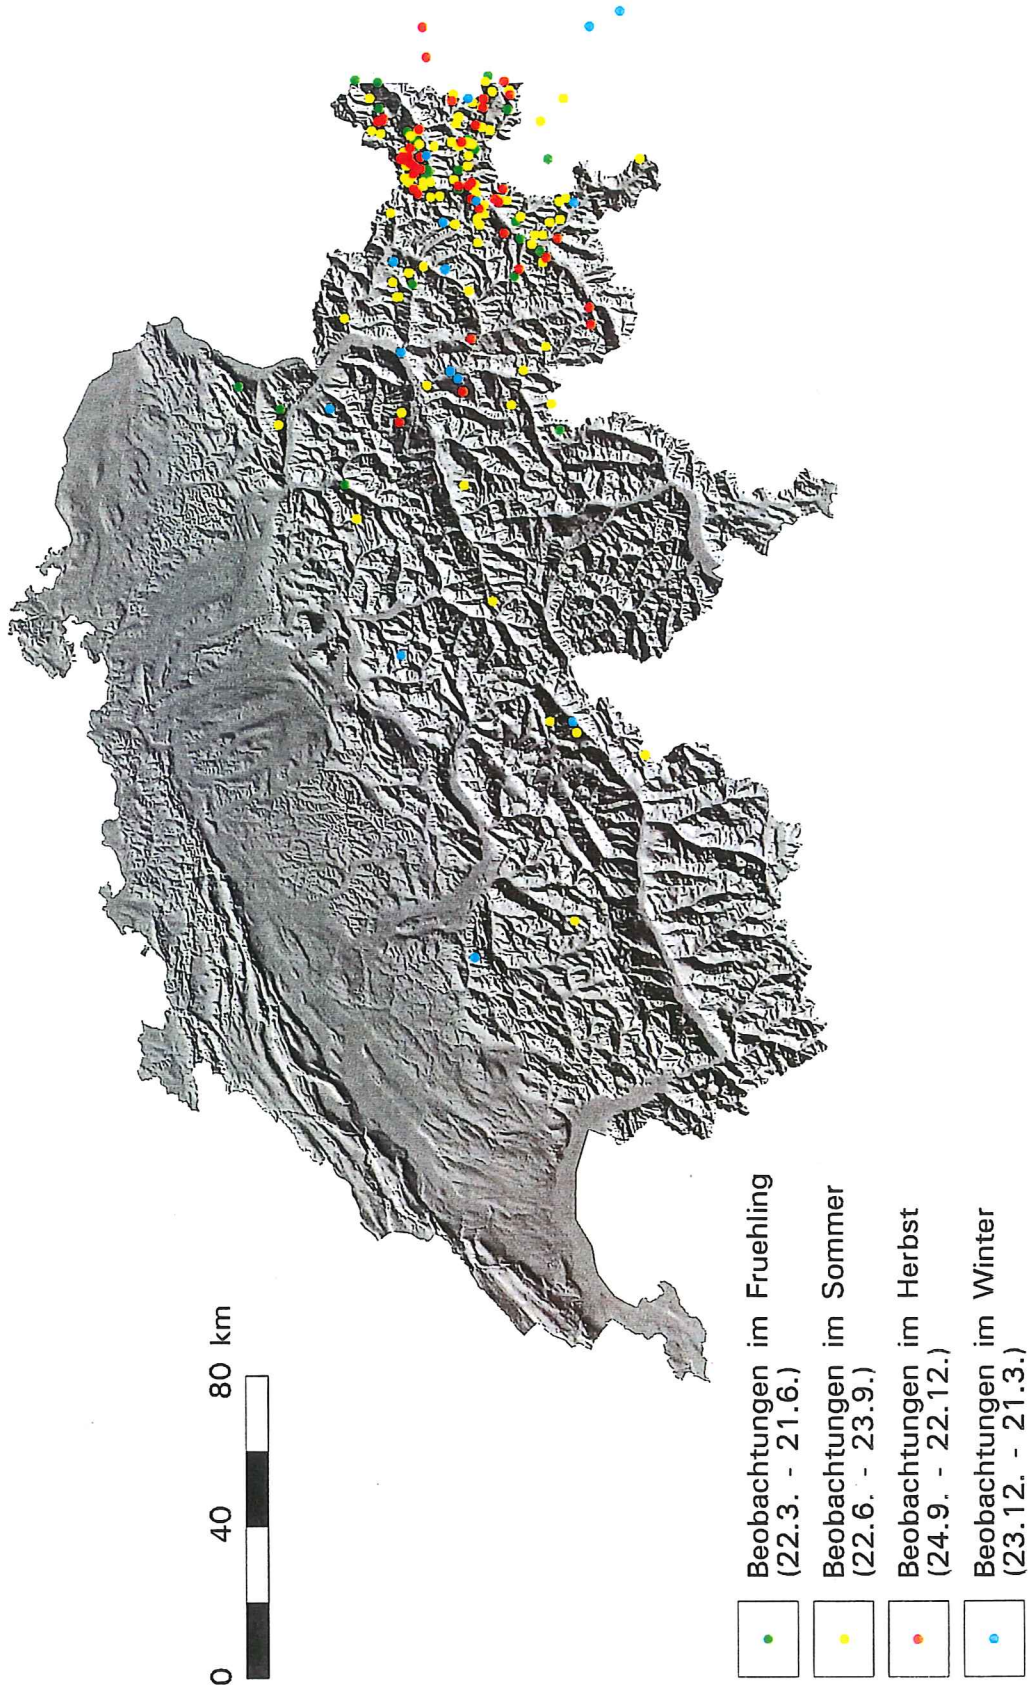 0 40 80 km
Beobachtungen im Fruehling
(22.3. - 21.6.)
Beobachtungen im Sommer
(22.6. - 23.9.)
Beobachtungen im Herbst
(24.9. - 22.12.)
Beobachtungen im Winter
(23.12. - 21.3.)